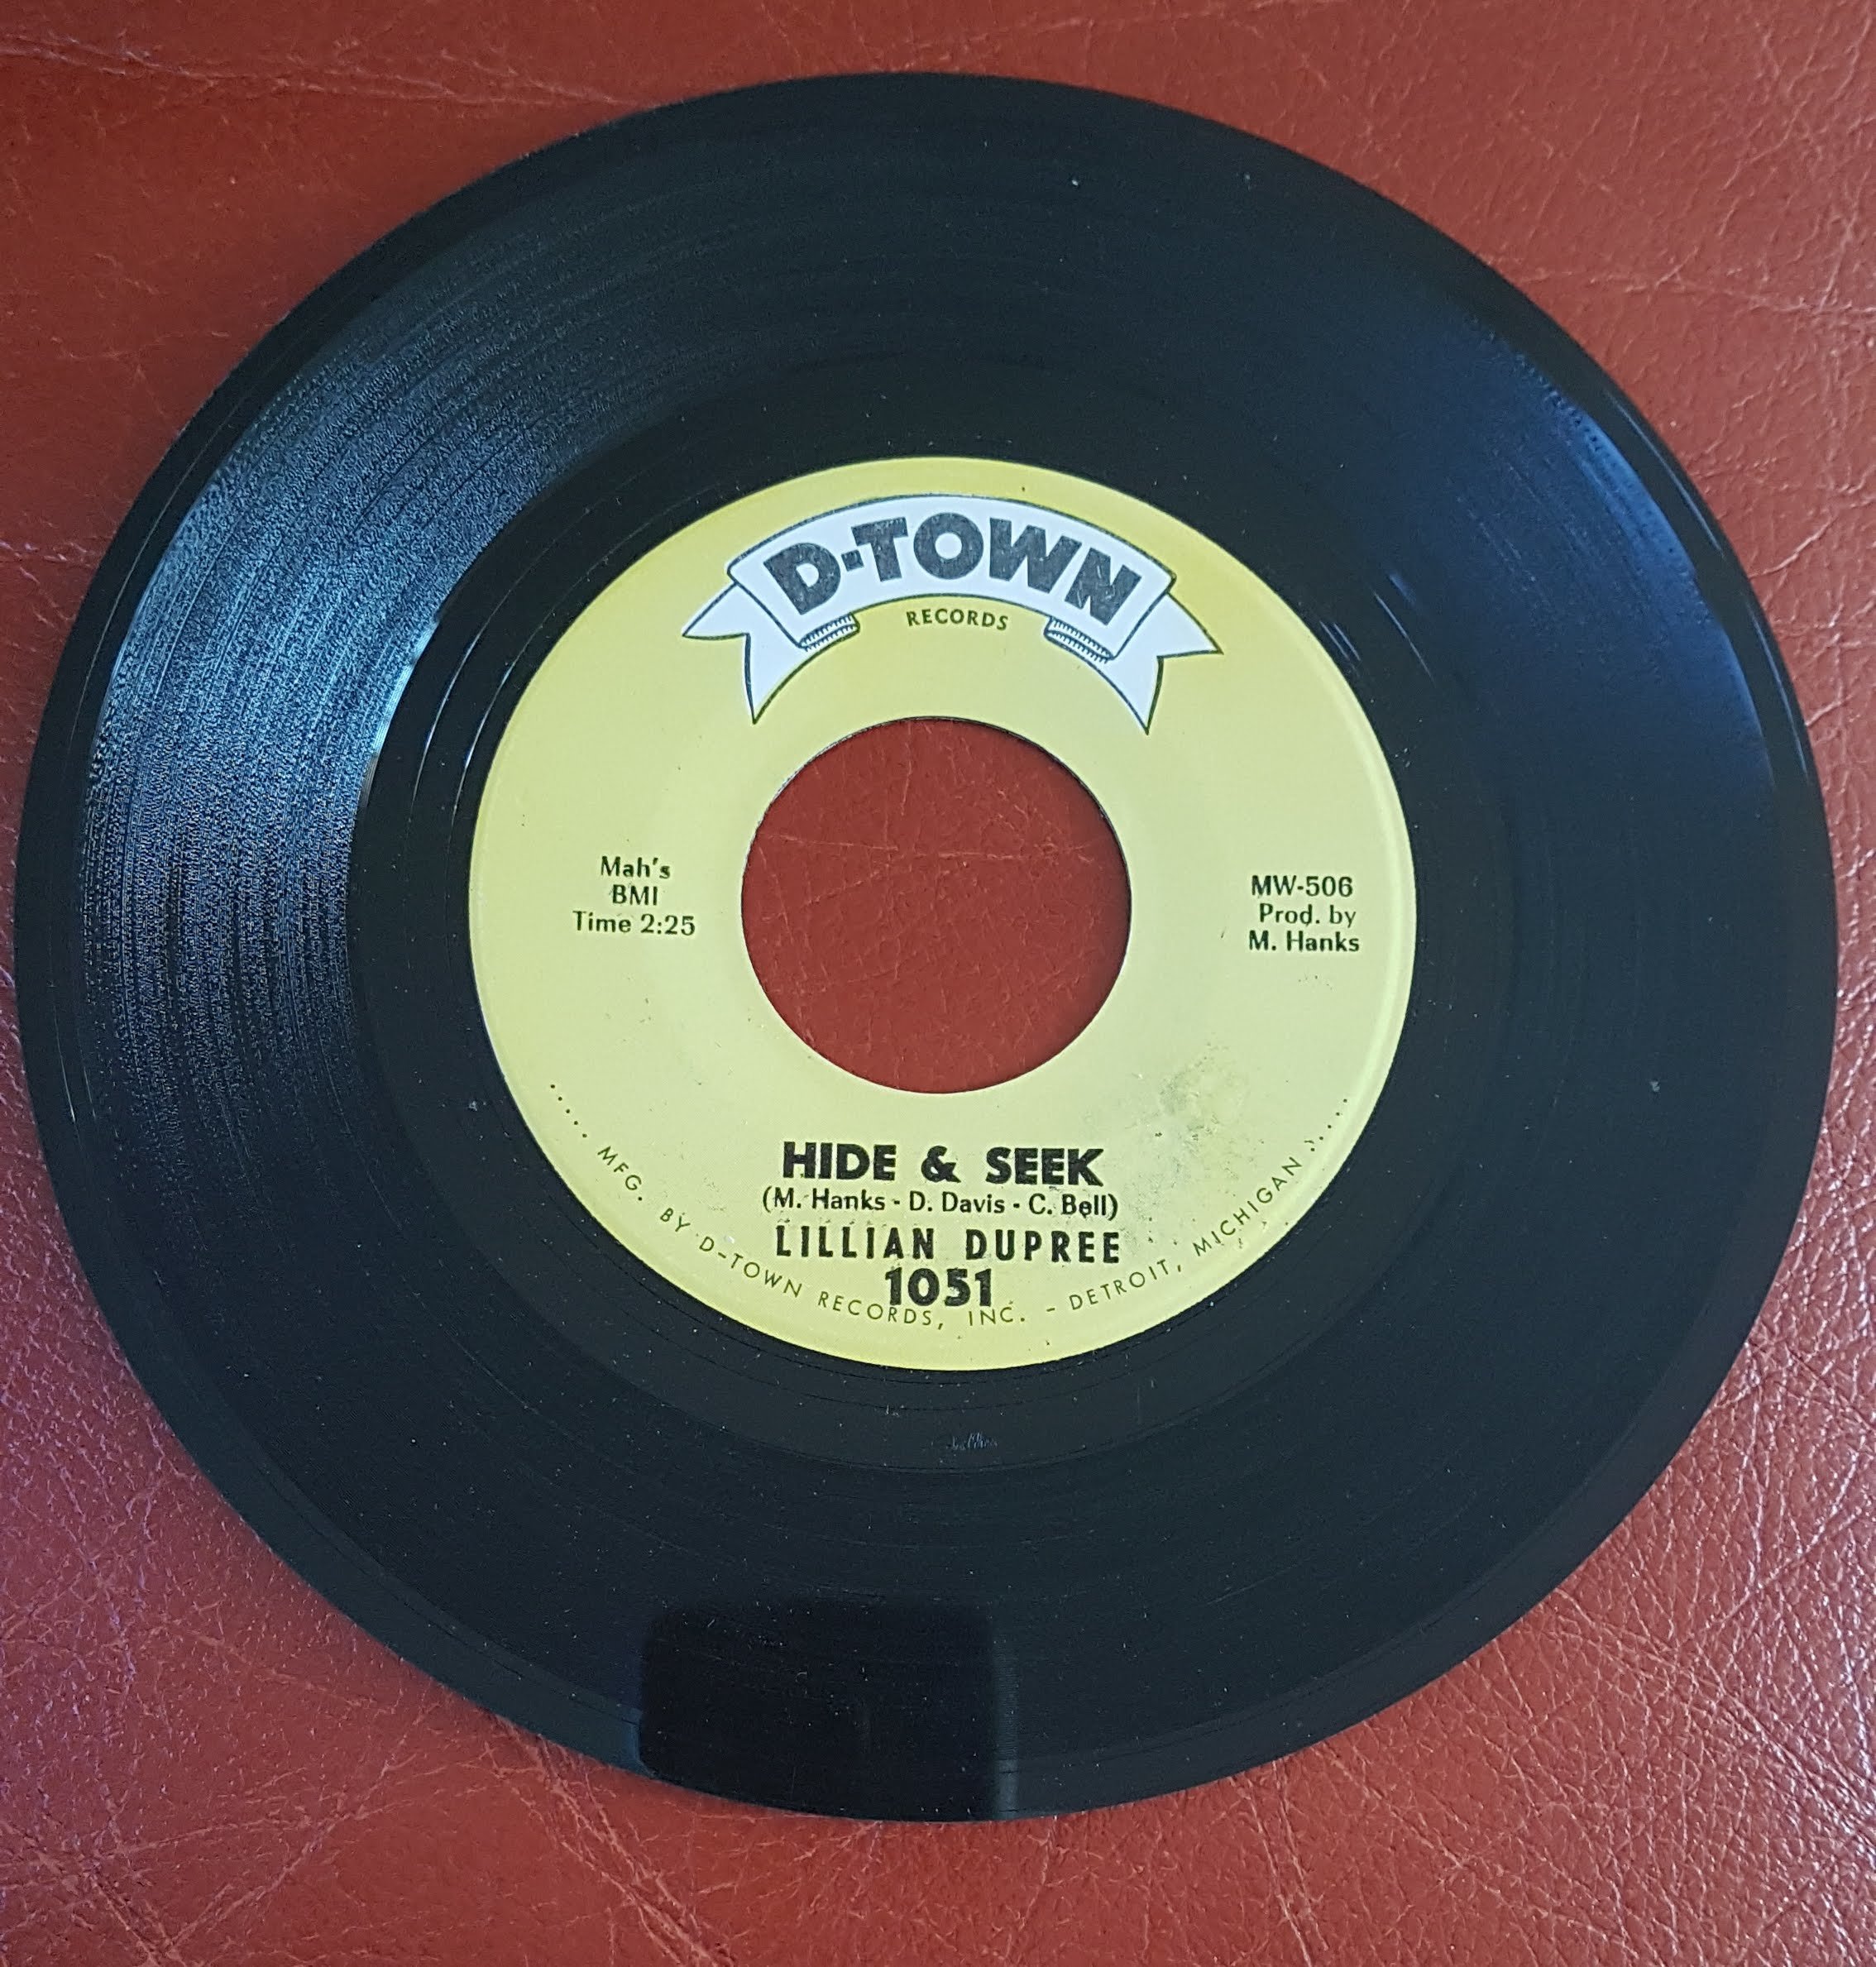 D-TOWN
RECORDS
Mah's
BMI
Time 2:25
MW-506
Prod. by
M. Hanks
HIDE & SEEK
(M. Hanks - D. Davis - C. Bell)
LILLIAN DUPREE
1051
..... MFG. BY D-TOWN RECORDS, INC. - DETROIT, MICHIGAN .....